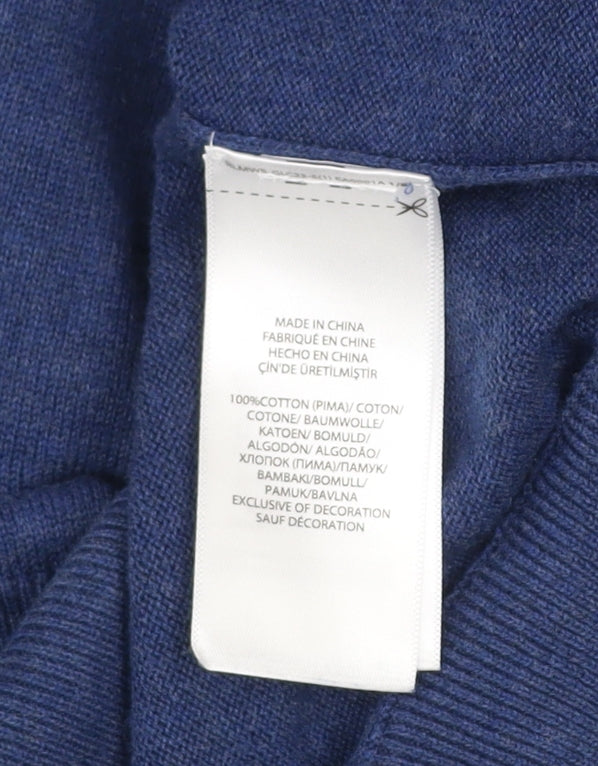 MADE IN CHINA
FABRIQUÉ EN CHINE
HECHO EN CHINA
ÇİN'DE ÜRETİLMİŞTİR
100%COTTON (PIMA)/ COTON/
COTONE/ BAUMWOLLE/
KATOEN/ BOMULD/
ALGODÓN/ ALGODÃO/
ХЛОПОК (ПИМА)/ПАМУК/
BAMBAKI/BOMULL/
PAMUK/BAVLNA
EXCLUSIVE OF DECORATION
SAUF DÉCORATION